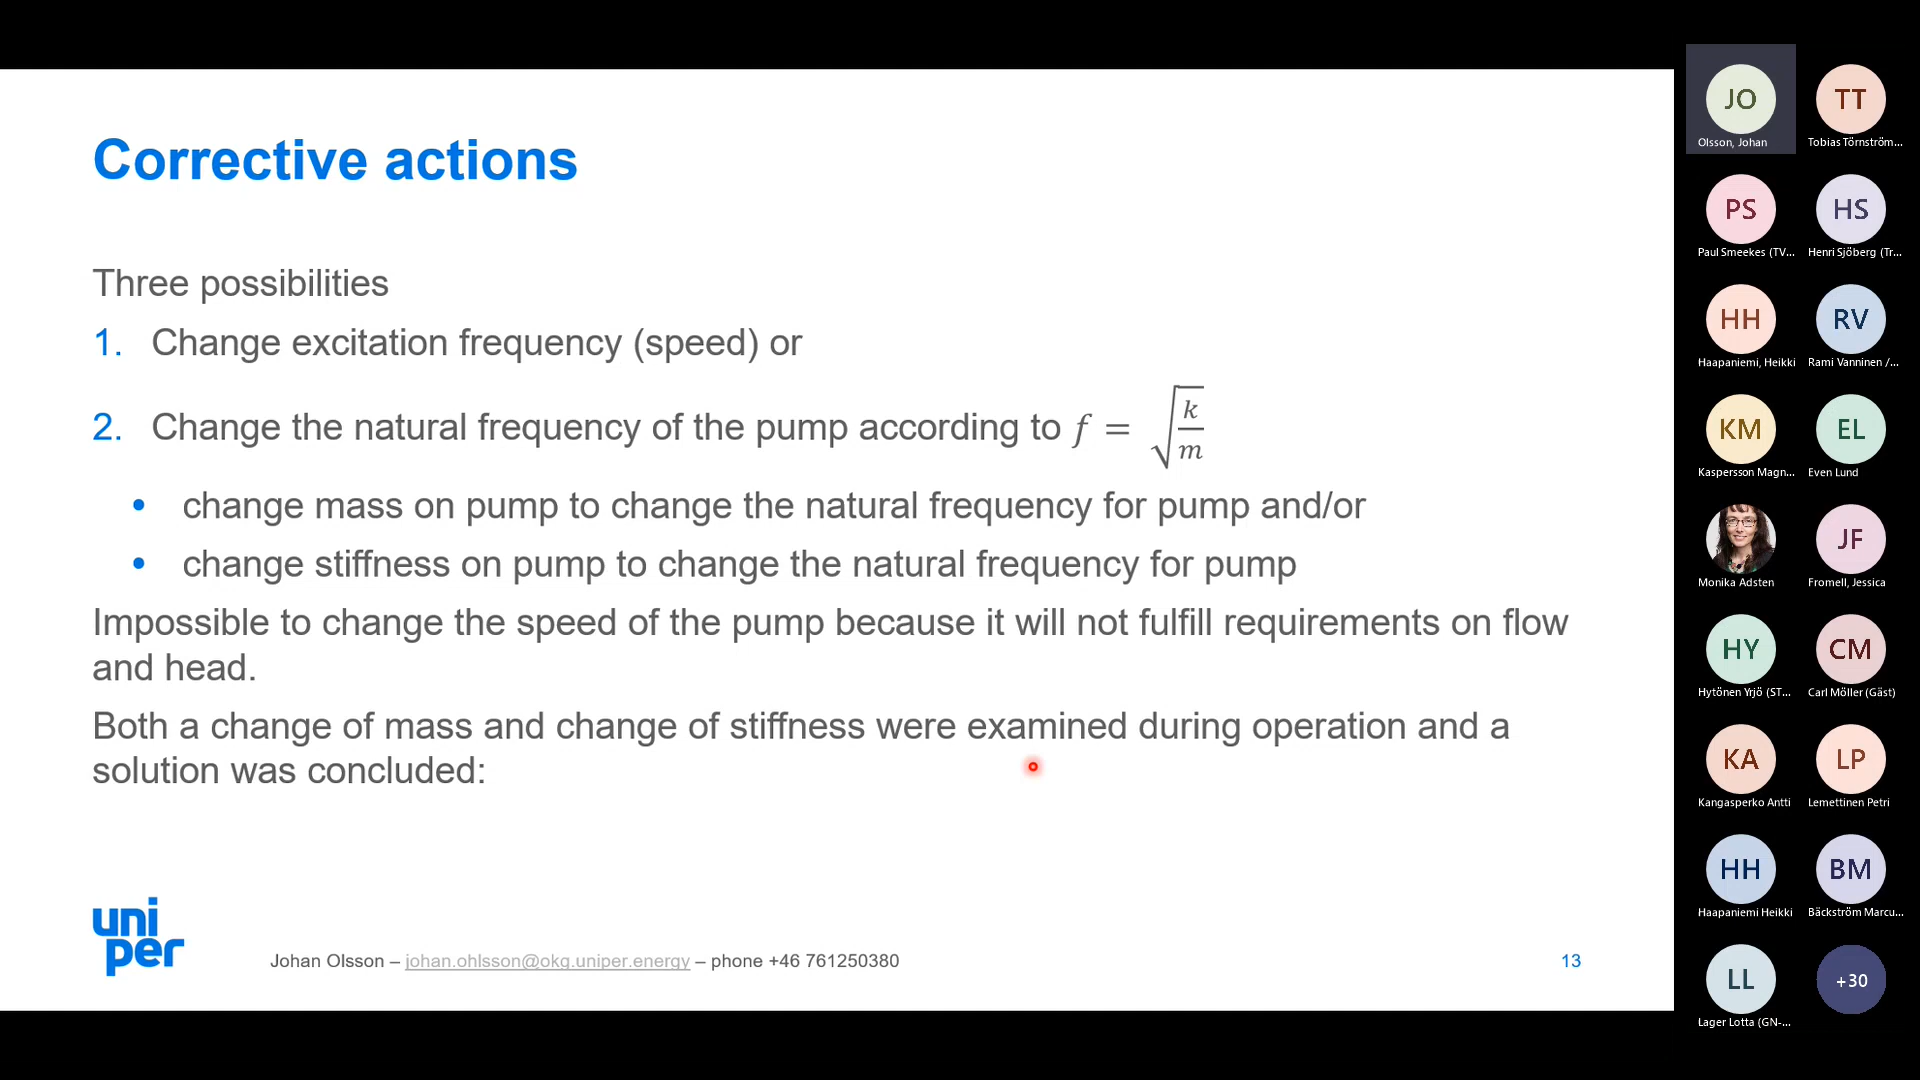 Corrective actions
Three possibilities
1. Change excitation frequency (speed) or
2. Change the natural frequency of the pump according to f = √(k/m)
• change mass on pump to change the natural frequency for pump and/or
• change stiffness on pump to change the natural frequency for pump
Impossible to change the speed of the pump because it will not fulfill requirements on flow
and head.
Both a change of mass and change of stiffness were examined during operation and a
solution was concluded:
uni
per
Johan Olsson – johan.ohlsson@okg.uniper.energy – phone +46 761250380
13
JO
Olsson, Johan
TT
Tobias Törnström...
PS
Paul Smeekes (TV...
HS
Henri Sjöberg (Tr...
HH
Haapaniemi, Heikki
RV
Rami Vanninen /...
KM
Kaspersson Magn...
EL
Even Lund
Monika Adsten
JF
Fromell, Jessica
HY
Hytönen Yrjö (ST...
CM
Carl Möller (Gäst)
KA
Kangasperko Antti
LP
Lemettinen Petri
HH
Haapaniemi Heikki
BM
Bäckström Marcu...
LL
Lager Lotta (GN-...
+30